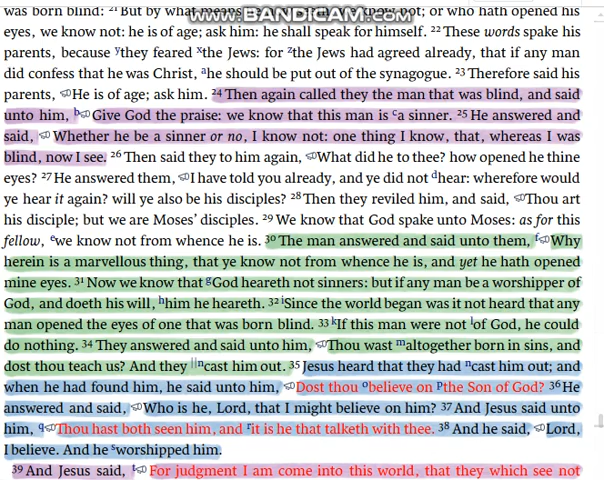 was born blind: 21 But by what means he now seeth, we know not; or who hath opened his
WWW.BANDICAM.COM
eyes, we know not: he is of age; ask him: he shall speak for himself. 22 These words spake his
parents, because y they feared x the Jews: for z the Jews had agreed already, that if any man
did confess that he was Christ, a he should be put out of the synagogue. 23 Therefore said his
parents, He is of age; ask him. 24 Then again called they the man that was blind, and said
unto him, b Give God the praise: we know that this man is c a sinner. 25 He answered and
said, Whether he be a sinner or no, I know not: one thing I know, that, whereas I was
blind, now I see. 26 Then said they to him again, What did he to thee? how opened he thine
eyes? 27 He answered them, I have told you already, and ye did not d hear: wherefore would
ye hear it again? will ye also be his disciples? 28 Then they reviled him, and said, Thou art
his disciple; but we are Moses’ disciples. 29 We know that God spake unto Moses: as for this
fellow, e we know not from whence he is. 30 The man answered and said unto them, f Why
herein is a marvellous thing, that ye know not from whence he is, and yet he hath opened
mine eyes. 31 Now we know that g God heareth not sinners: but if any man be a worshipper of
God, and doeth his will, h him he heareth. 32 i Since the world began was it not heard that any
man opened the eyes of one that was born blind. 33 k If this man were not l of God, he could
do nothing. 34 They answered and said unto him, Thou wast m altogether born in sins, and
dost thou teach us? And they || n cast him out. 35 Jesus heard that they had n cast him out; and
when he had found him, he said unto him, Dost thou o believe on p the Son of God? 36 He
answered and said, Who is he, Lord, that I might believe on him? 37 And Jesus said unto
him, q Thou hast both seen him, and r it is he that talketh with thee. 38 And he said, Lord,
I believe. And he s worshipped him.
39 And Jesus said, t For judgment I am come into this world, that they which see not